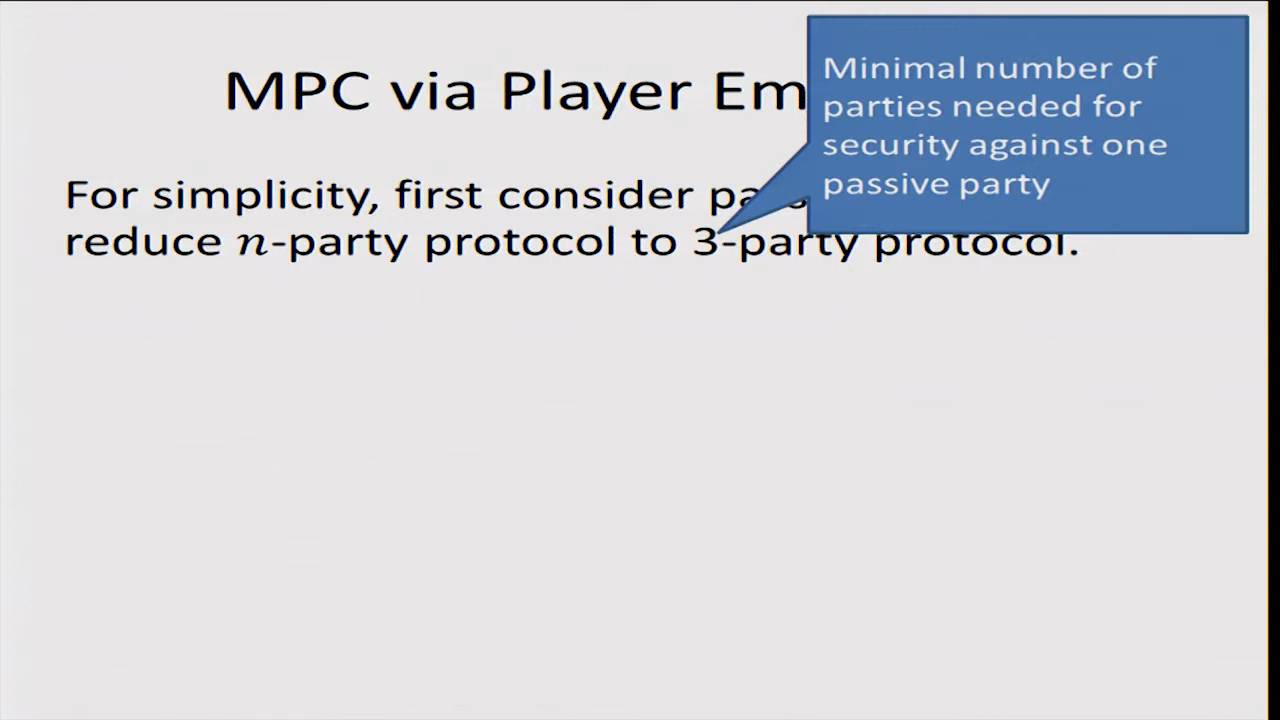 MPC via Player Em
For simplicity, first consider
reduce n-party protocol to 3-party protocol.
Minimal number of
parties needed for
security against one
passive party